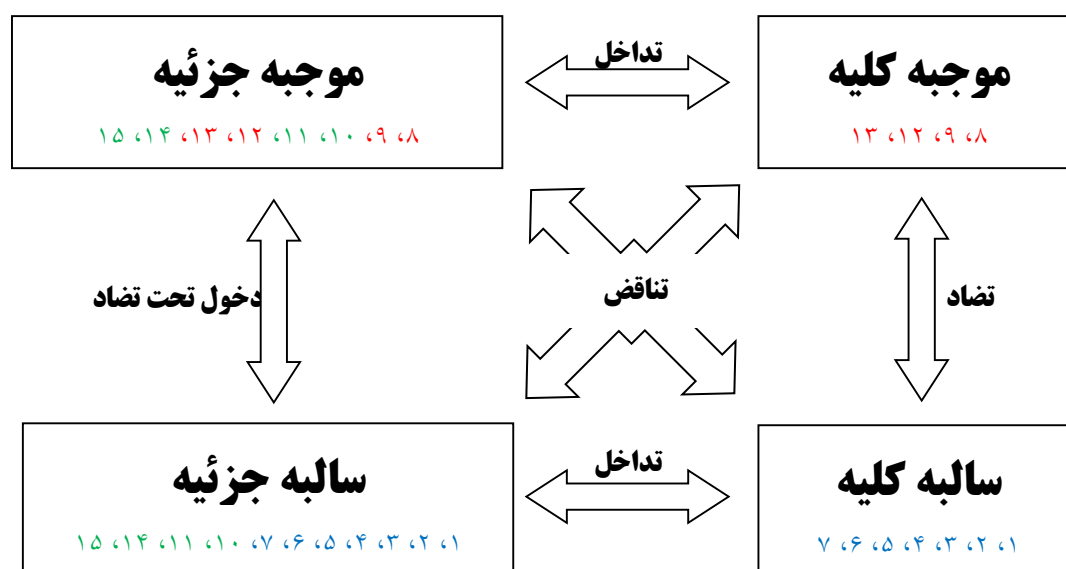 موجبه کلیه
۸، ۹، ۱۲، ۱۳
تداخل
موجبه جزئیه
۸، ۹، ۱۰، ۱۱، ۱۲، ۱۳، ۱۴، ۱۵
تضاد
تناقض
دخول تحت تضاد
سالبه کلیه
۱، ۲، ۳، ۴، ۵، ۶، ۷
تداخل
سالبه جزئیه
۱، ۲، ۳، ۴، ۵، ۶، ۷، ۱۰، ۱۱، ۱۴، ۱۵